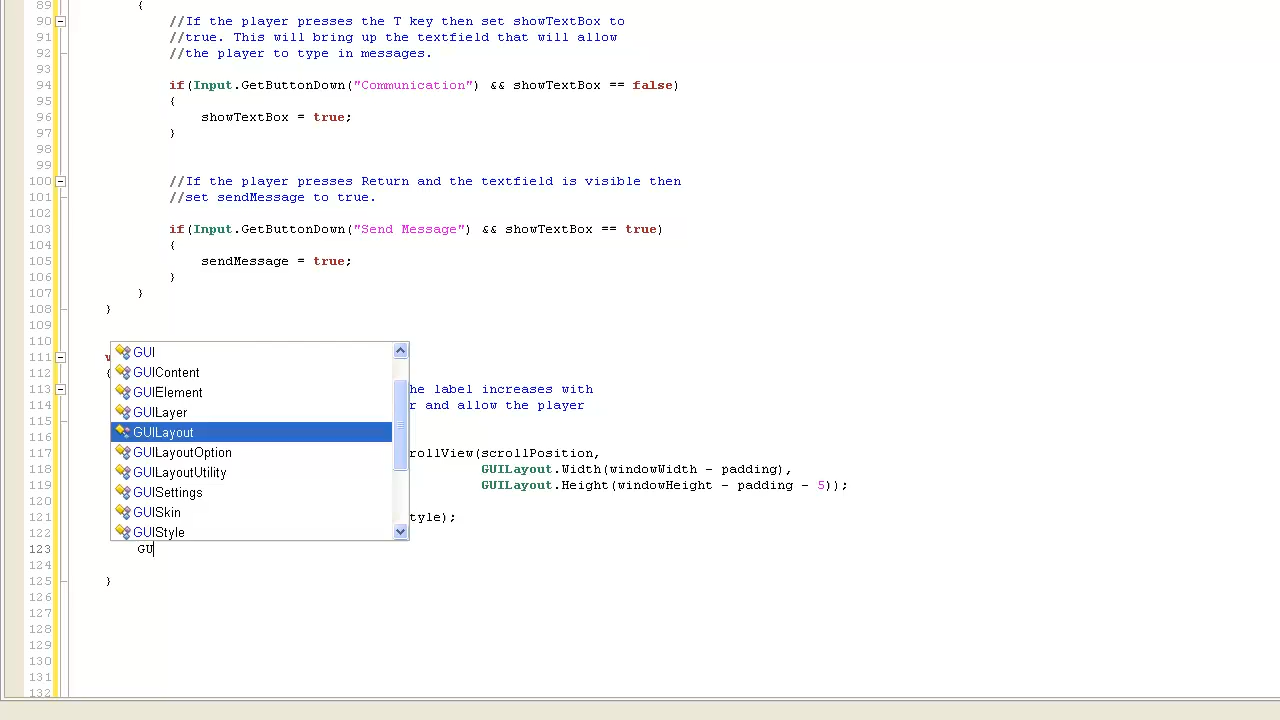 89 {
90 //If the player presses the T key then set showTextBox to
91 //true. This will bring up the textfield that will allow
92 //the player to type in messages.
93
94 if(Input.GetButtonDown("Communication") && showTextBox == false)
95 {
96 showTextBox = true;
97 }
98
99
100 //If the player presses Return and the textfield is visible then
101 //set sendMessage to true.
102
103 if(Input.GetButtonDown("Send Message") && showTextBox == true)
104 {
105 sendMessage = true;
106 }
107 }
108 }
109
110
111
112
113 he label increases with
114 r and allow the player
115
116
117 rollView(scrollPosition,
118 GUILayout.Width(windowWidth - padding),
119 GUILayout.Height(windowHeight - padding - 5));
120
121 tyle);
122
123 GU
124
125 }
126
127
128
129
130
131
132
GUI
GUIContent
GUIElement
GUILayer
GUILayout
GUILayoutOption
GUILayoutUtility
GUISettings
GUISkin
GUIStyle